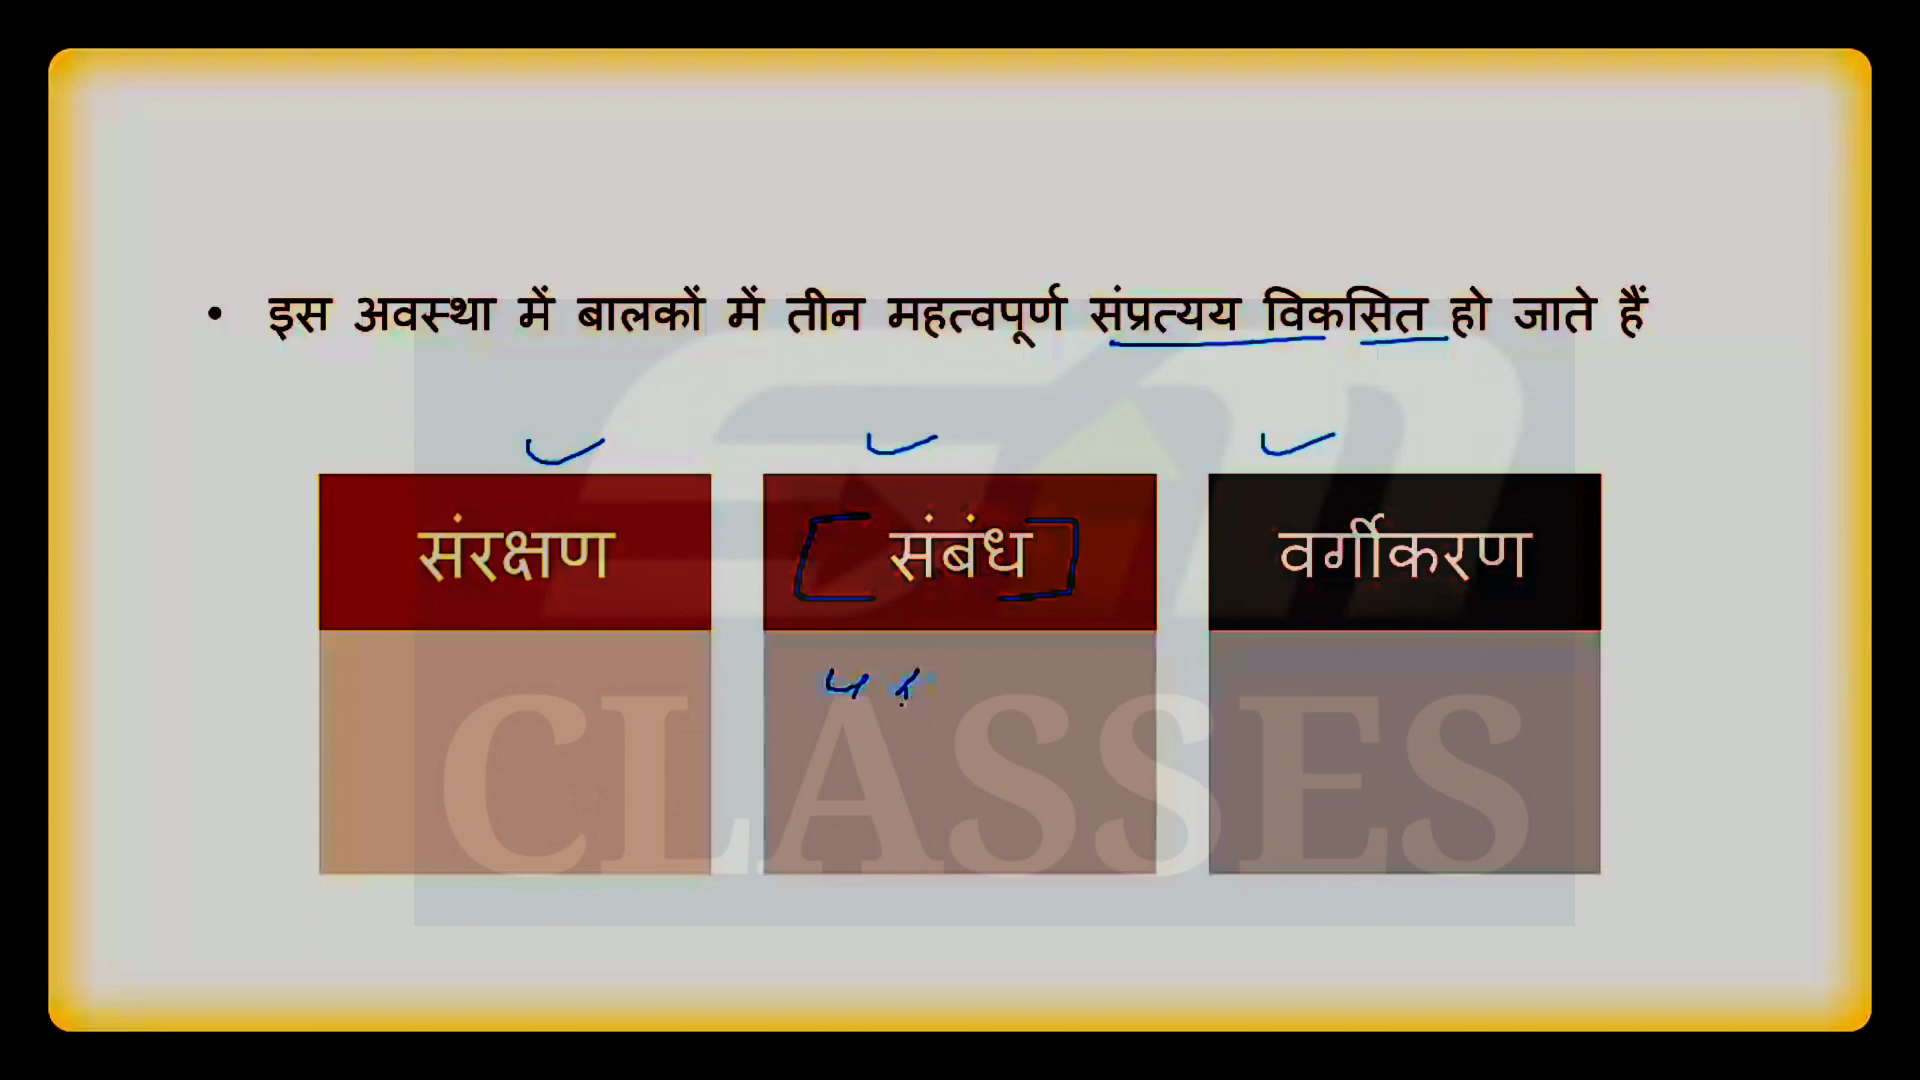 • इस अवस्था में बालकों में तीन महत्वपूर्ण संप्रत्यय विकसित हो जाते हैं
संरक्षण संबंध वर्गीकरण
CLASSES